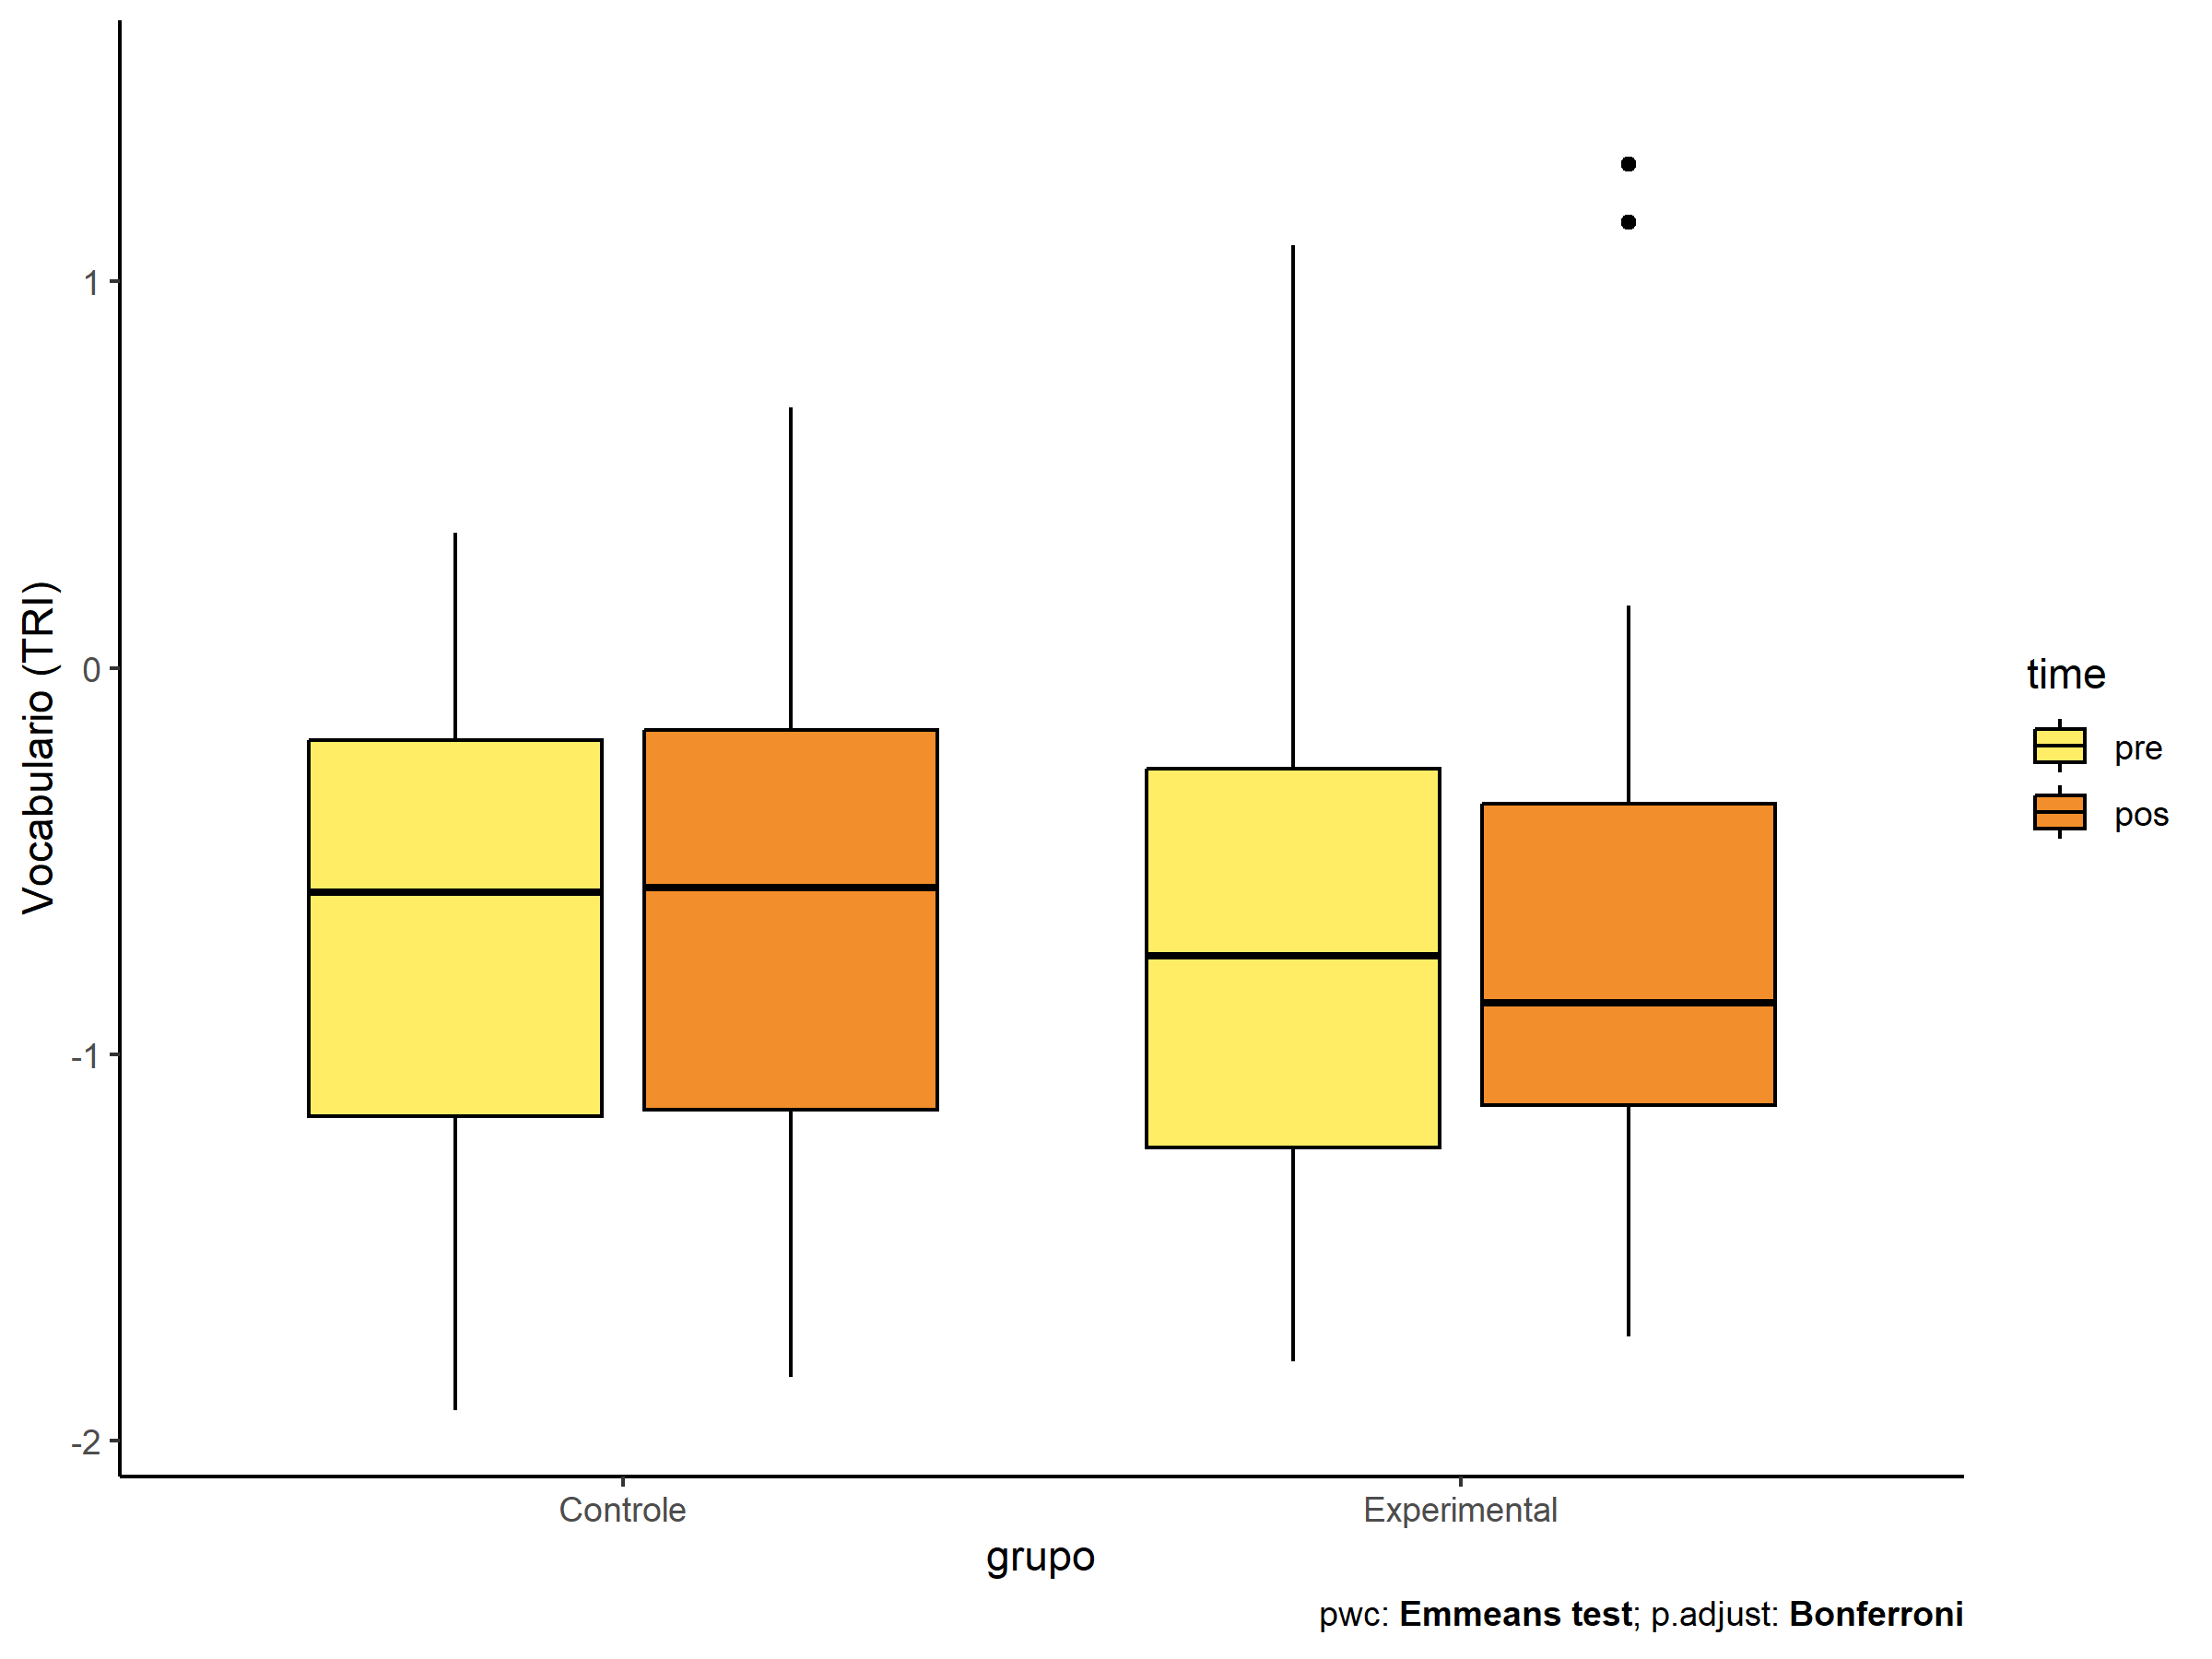 Vocabulario (TRI)
1
0
-1
-2
Controle
Experimental
grupo
time
pre
pos
pwc: Emmeans test; p.adjust: Bonferroni